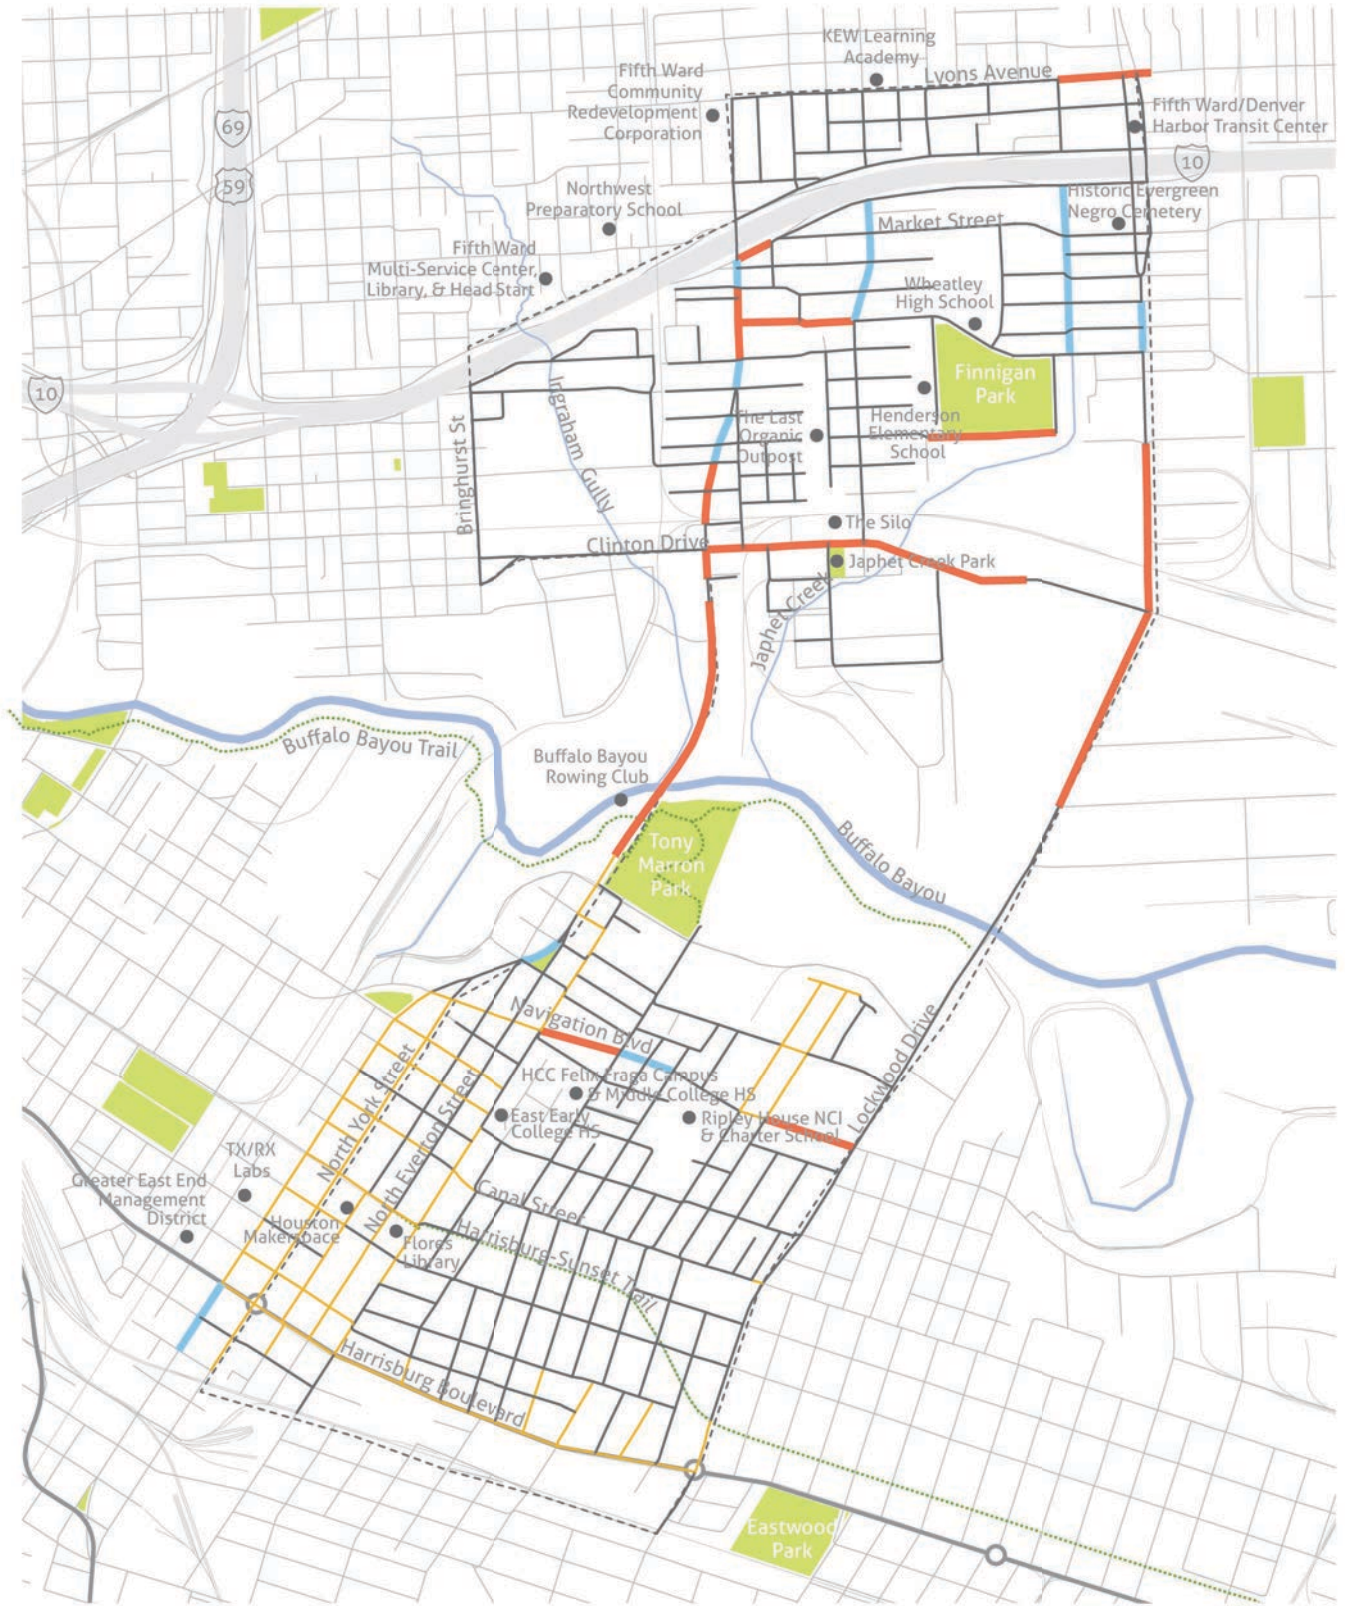 KEW Learning
Academy
Lyons Avenue
Fifth Ward
Community
Redevelopment
Corporation
Fifth Ward/Denver
Harbor Transit Center
69
59
10
Northwest
Preparatory School
Historic Evergreen
Negro Cemetery
Market Street
Fifth Ward
Multi-Service Center,
Library, & Head Start
Wheatley
High School
10
Finnigan
Park
Ingraham Gully
Bringhurst St
The Last
Organic
Outpost
Henderson
Elementary
School
The Silo
Clinton Drive
Japhet Creek Park
Japhet Creek
Buffalo Bayou Trail
Buffalo Bayou
Rowing Club
Tony
Marron
Park
Buffalo Bayou
Navigation Blvd
Lockwood Drive
HCC Felix Fraga Campus
& Middle College HS
East Early
College HS
Ripley House NCI
& Charter School
North York Street
North Everton Street
TX/RX
Labs
Greater East End
Management
District
Houston
Makerspace
Canal Street
Flores
Library
Harrisburg-Sunset Trail
Harrisburg Boulevard
Eastwood
Park